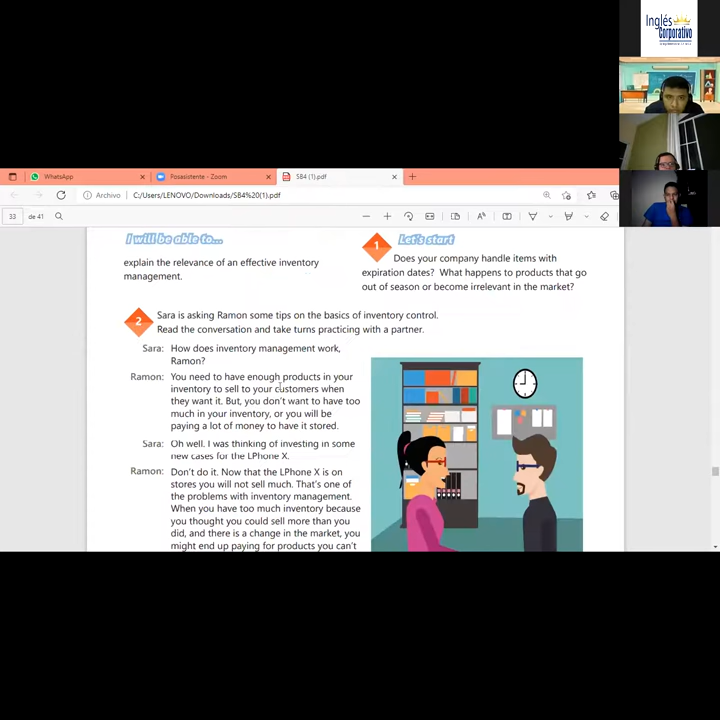 Inglés
Corporativo
WhatsApp
Posasistente - Zoom
SB4 (1).pdf
Archivo
C:/Users/LENOVO/Downloads/SB4%20(1).pdf
33
de 41
I will be able to...
explain the relevance of an effective inventory
management.
1
Let's start
Does your company handle items with
expiration dates? What happens to products that go
out of season or become irrelevant in the market?
2
Sara is asking Ramon some tips on the basics of inventory control.
Read the conversation and take turns practicing with a partner.
Sara: How does inventory management work,
Ramon?
Ramon: You need to have enough products in your
inventory to sell to your customers when
they want it. But, you don't want to have too
much in your inventory, or you will be
paying a lot of money to have it stored.
Sara: Oh well. I was thinking of investing in some
new cases for the LPhone X.
Ramon: Don't do it. Now that the LPhone X is on
stores you will not sell much. That's one of
the problems with inventory management.
When you have too much inventory because
you thought you could sell more than you
did, and there is a change in the market, you
might end up paying for products you can't